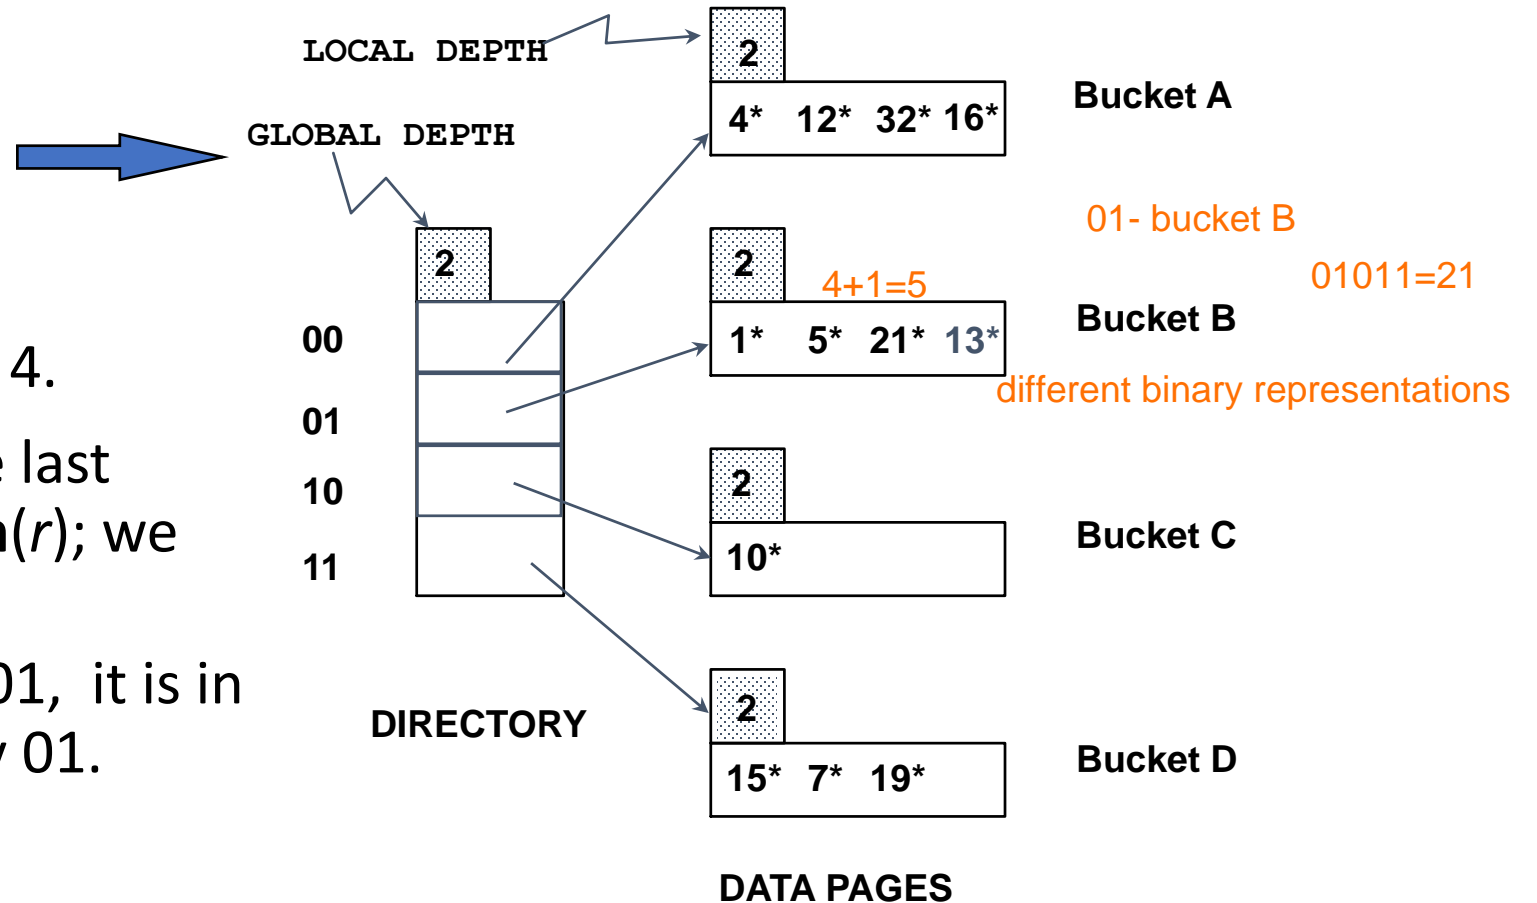 LOCAL DEPTH
2
4* 12* 32* 16*
Bucket A
GLOBAL DEPTH
2
01- bucket B
2
4+1=5
01011=21
1* 5* 21* 13*
Bucket B
different binary representations
00
01
10
11
4.
last
(r); we
01, it is in
01.
2
10*
Bucket C
DIRECTORY
2
15* 7* 19*
Bucket D
DATA PAGES